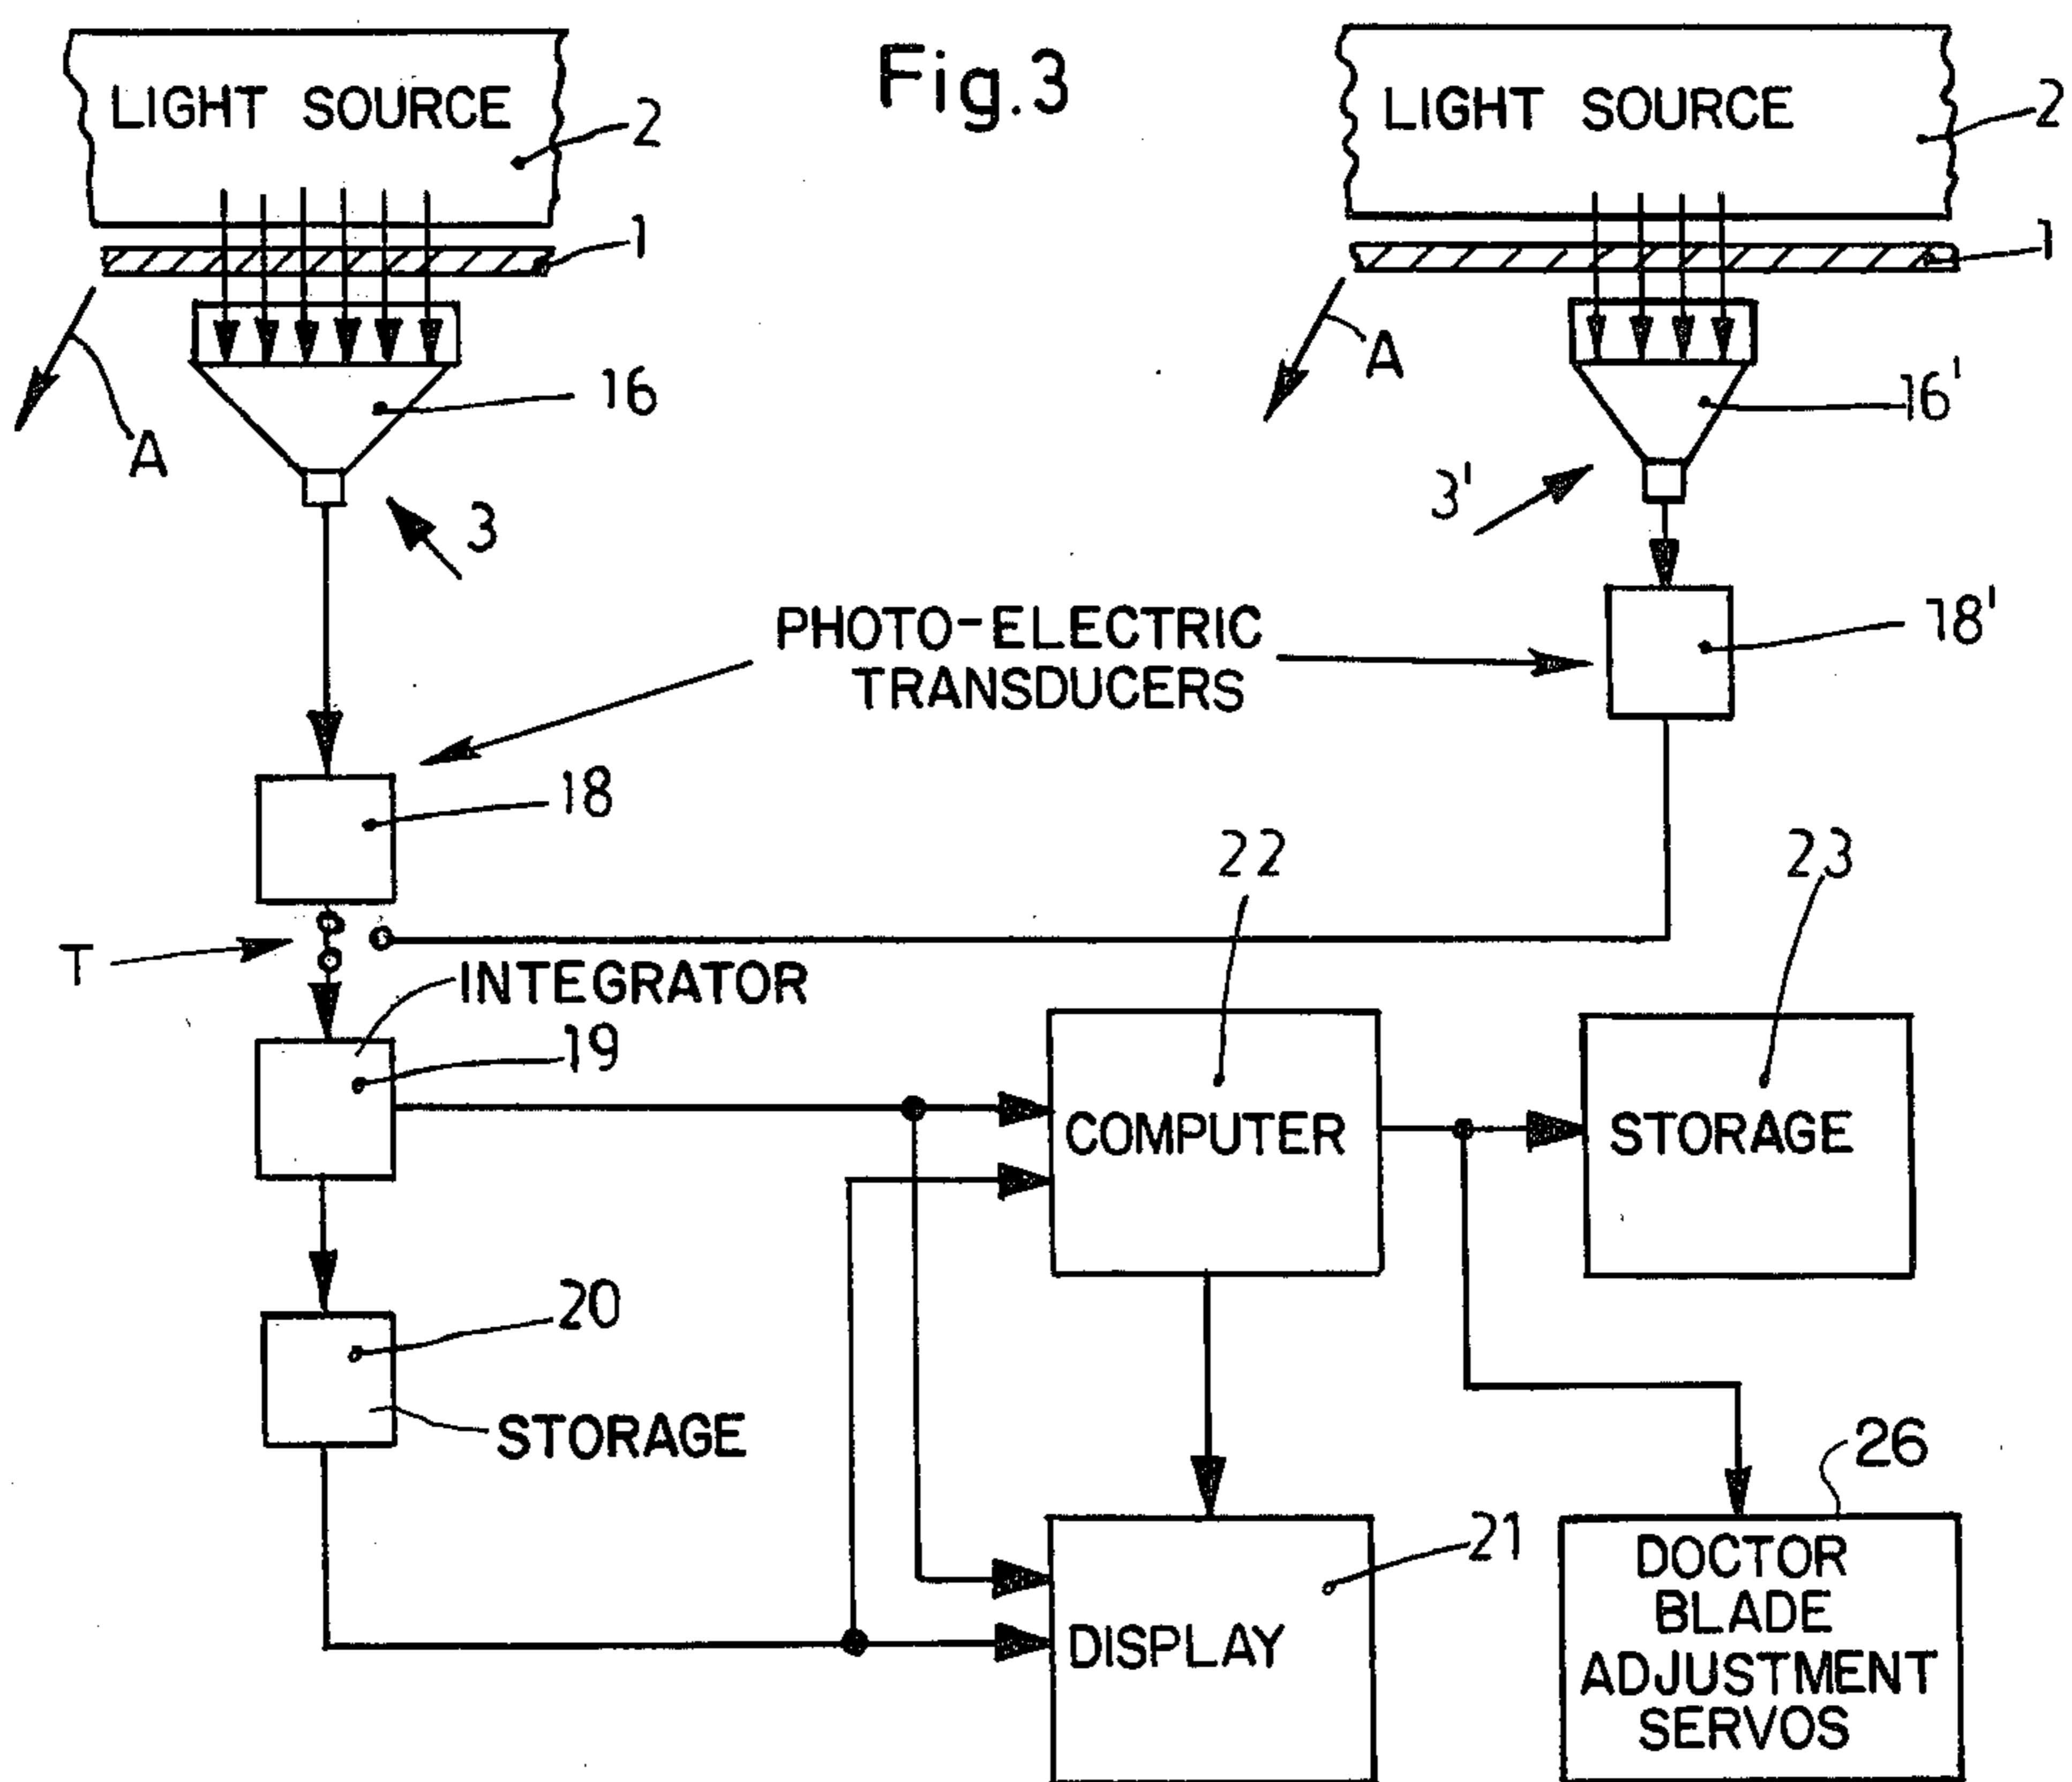 Fig.3
LIGHT SOURCE
2
1
A
16
3
LIGHT SOURCE
2
1
A
16'
3'
PHOTO-ELECTRIC
TRANSDUCERS
18'
18
T
INTEGRATOR
19
22
23
COMPUTER
STORAGE
20
STORAGE
21
DISPLAY
26
DOCTOR
BLADE
ADJUSTMENT
SERVOS